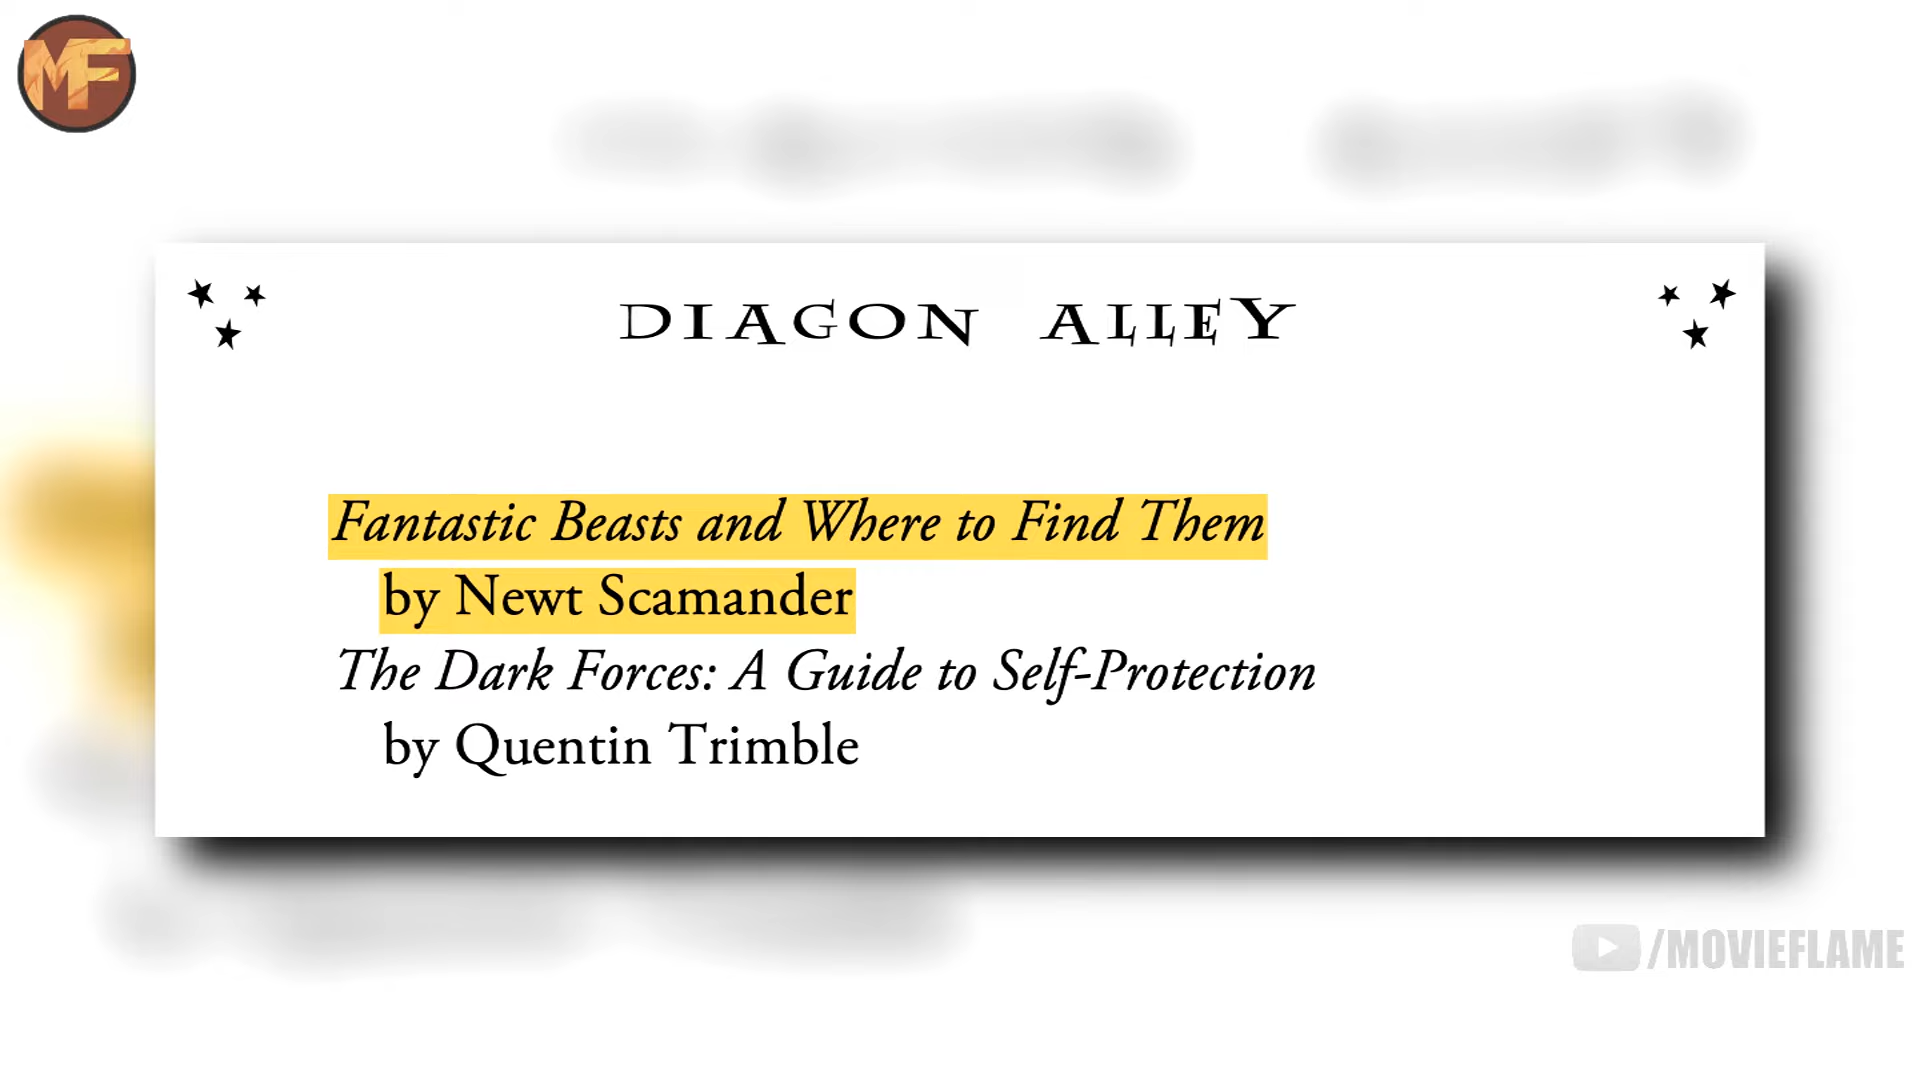 MF
DIAGON ALLEY
Fantastic Beasts and Where to Find Them
by Newt Scamander
The Dark Forces: A Guide to Self-Protection
by Quentin Trimble
/MOVIEFLAME